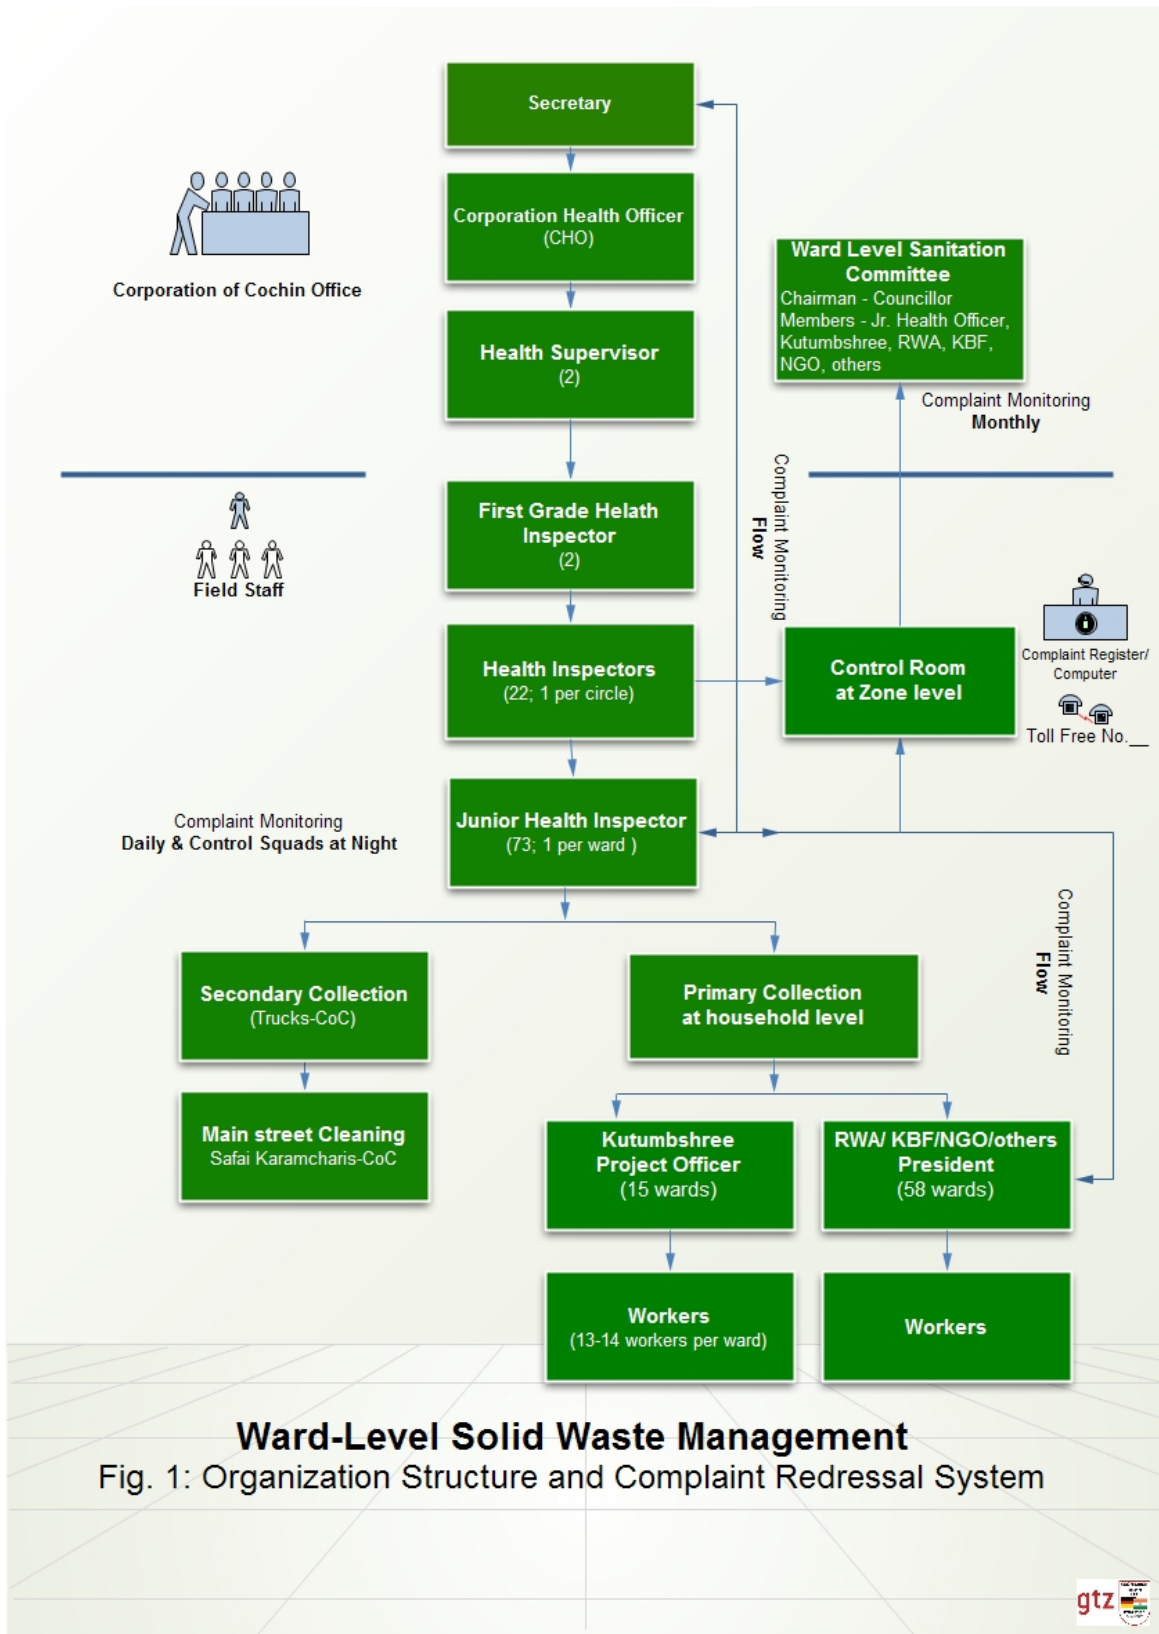 Secretary
Corporation Health Officer
(CHO)
Corporation of Cochin Office
Ward Level Sanitation
Committee
Chairman - Councillor
Members - Jr. Health Officer,
Kutumbshree, RWA, KBF,
NGO, others
Health Supervisor
(2)
Complaint Monitoring
Monthly
Complaint Monitoring
Flow
First Grade Helath
Inspector
(2)
Field Staff
Health Inspectors
(22; 1 per circle)
Control Room
at Zone level
Complaint Register/
Computer
Toll Free No.__
Junior Health Inspector
(73; 1 per ward )
Complaint Monitoring
Daily & Control Squads at Night
Complaint Monitoring
Flow
Secondary Collection
(Trucks-CoC)
Primary Collection
at household level
Main street Cleaning
Safai Karamcharis-CoC
Kutumbshree
Project Officer
(15 wards)
RWA/ KBF/NGO/others
President
(58 wards)
Workers
(13-14 workers per ward)
Workers
Ward-Level Solid Waste Management
Fig. 1: Organization Structure and Complaint Redressal System
gtz